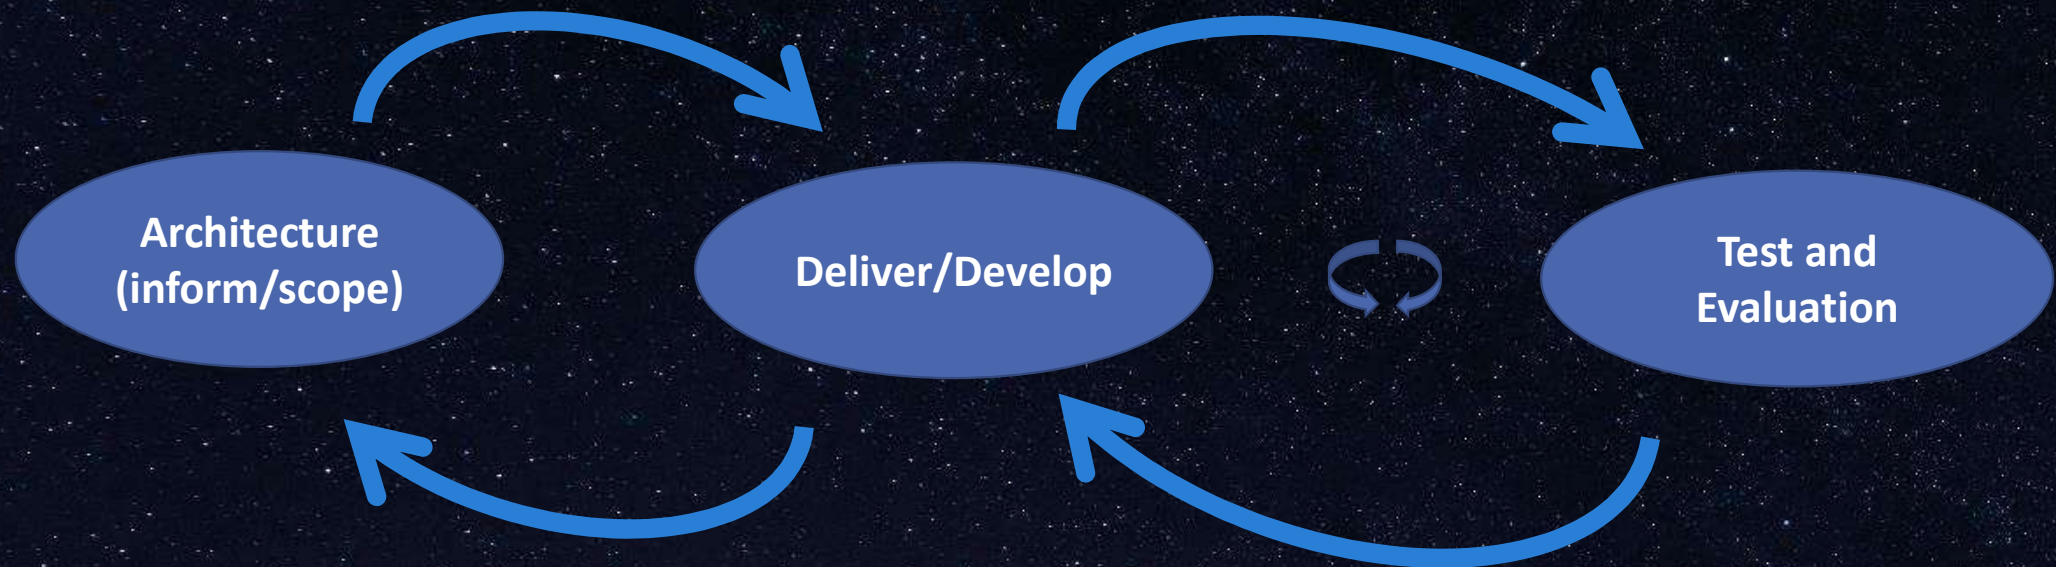 Architecture
(inform/scope)
Deliver/Develop
Test and
Evaluation